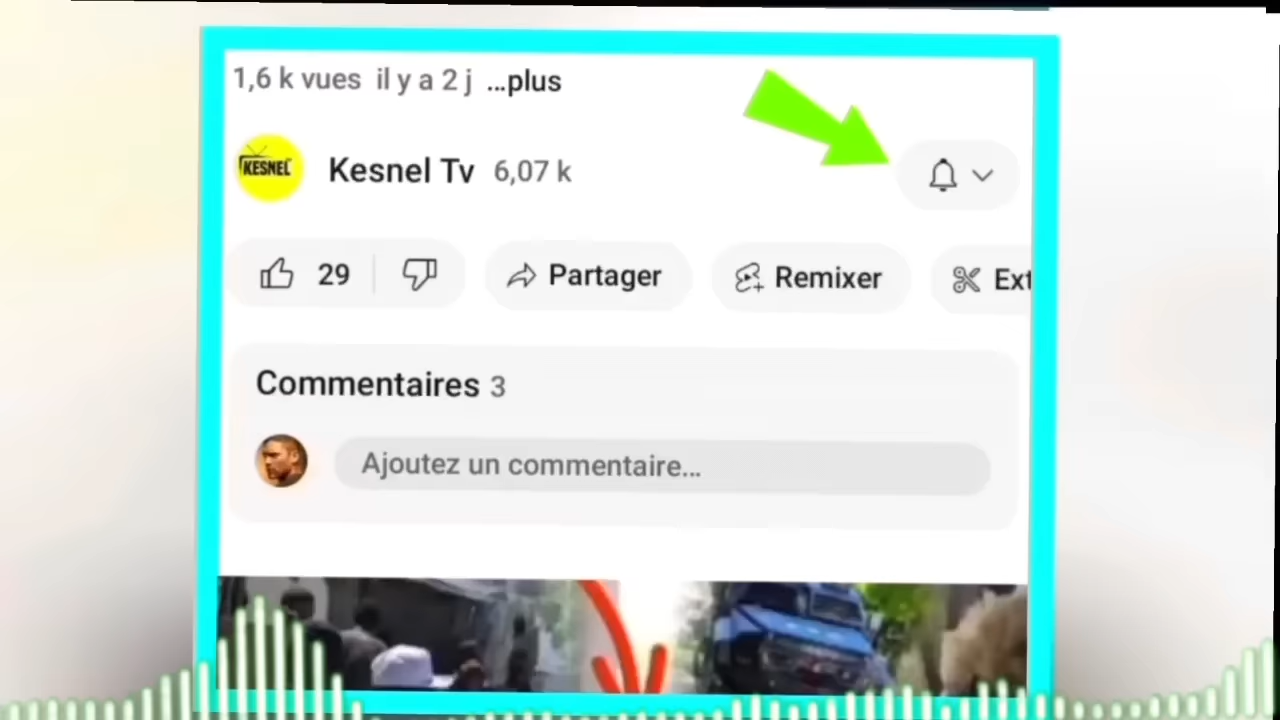 1,6 k vues il y a 2 j ...plus
KESNEL
Kesnel Tv 6,07 k
29
Partager
Remixer
Ext
Commentaires 3
Ajoutez un commentaire...